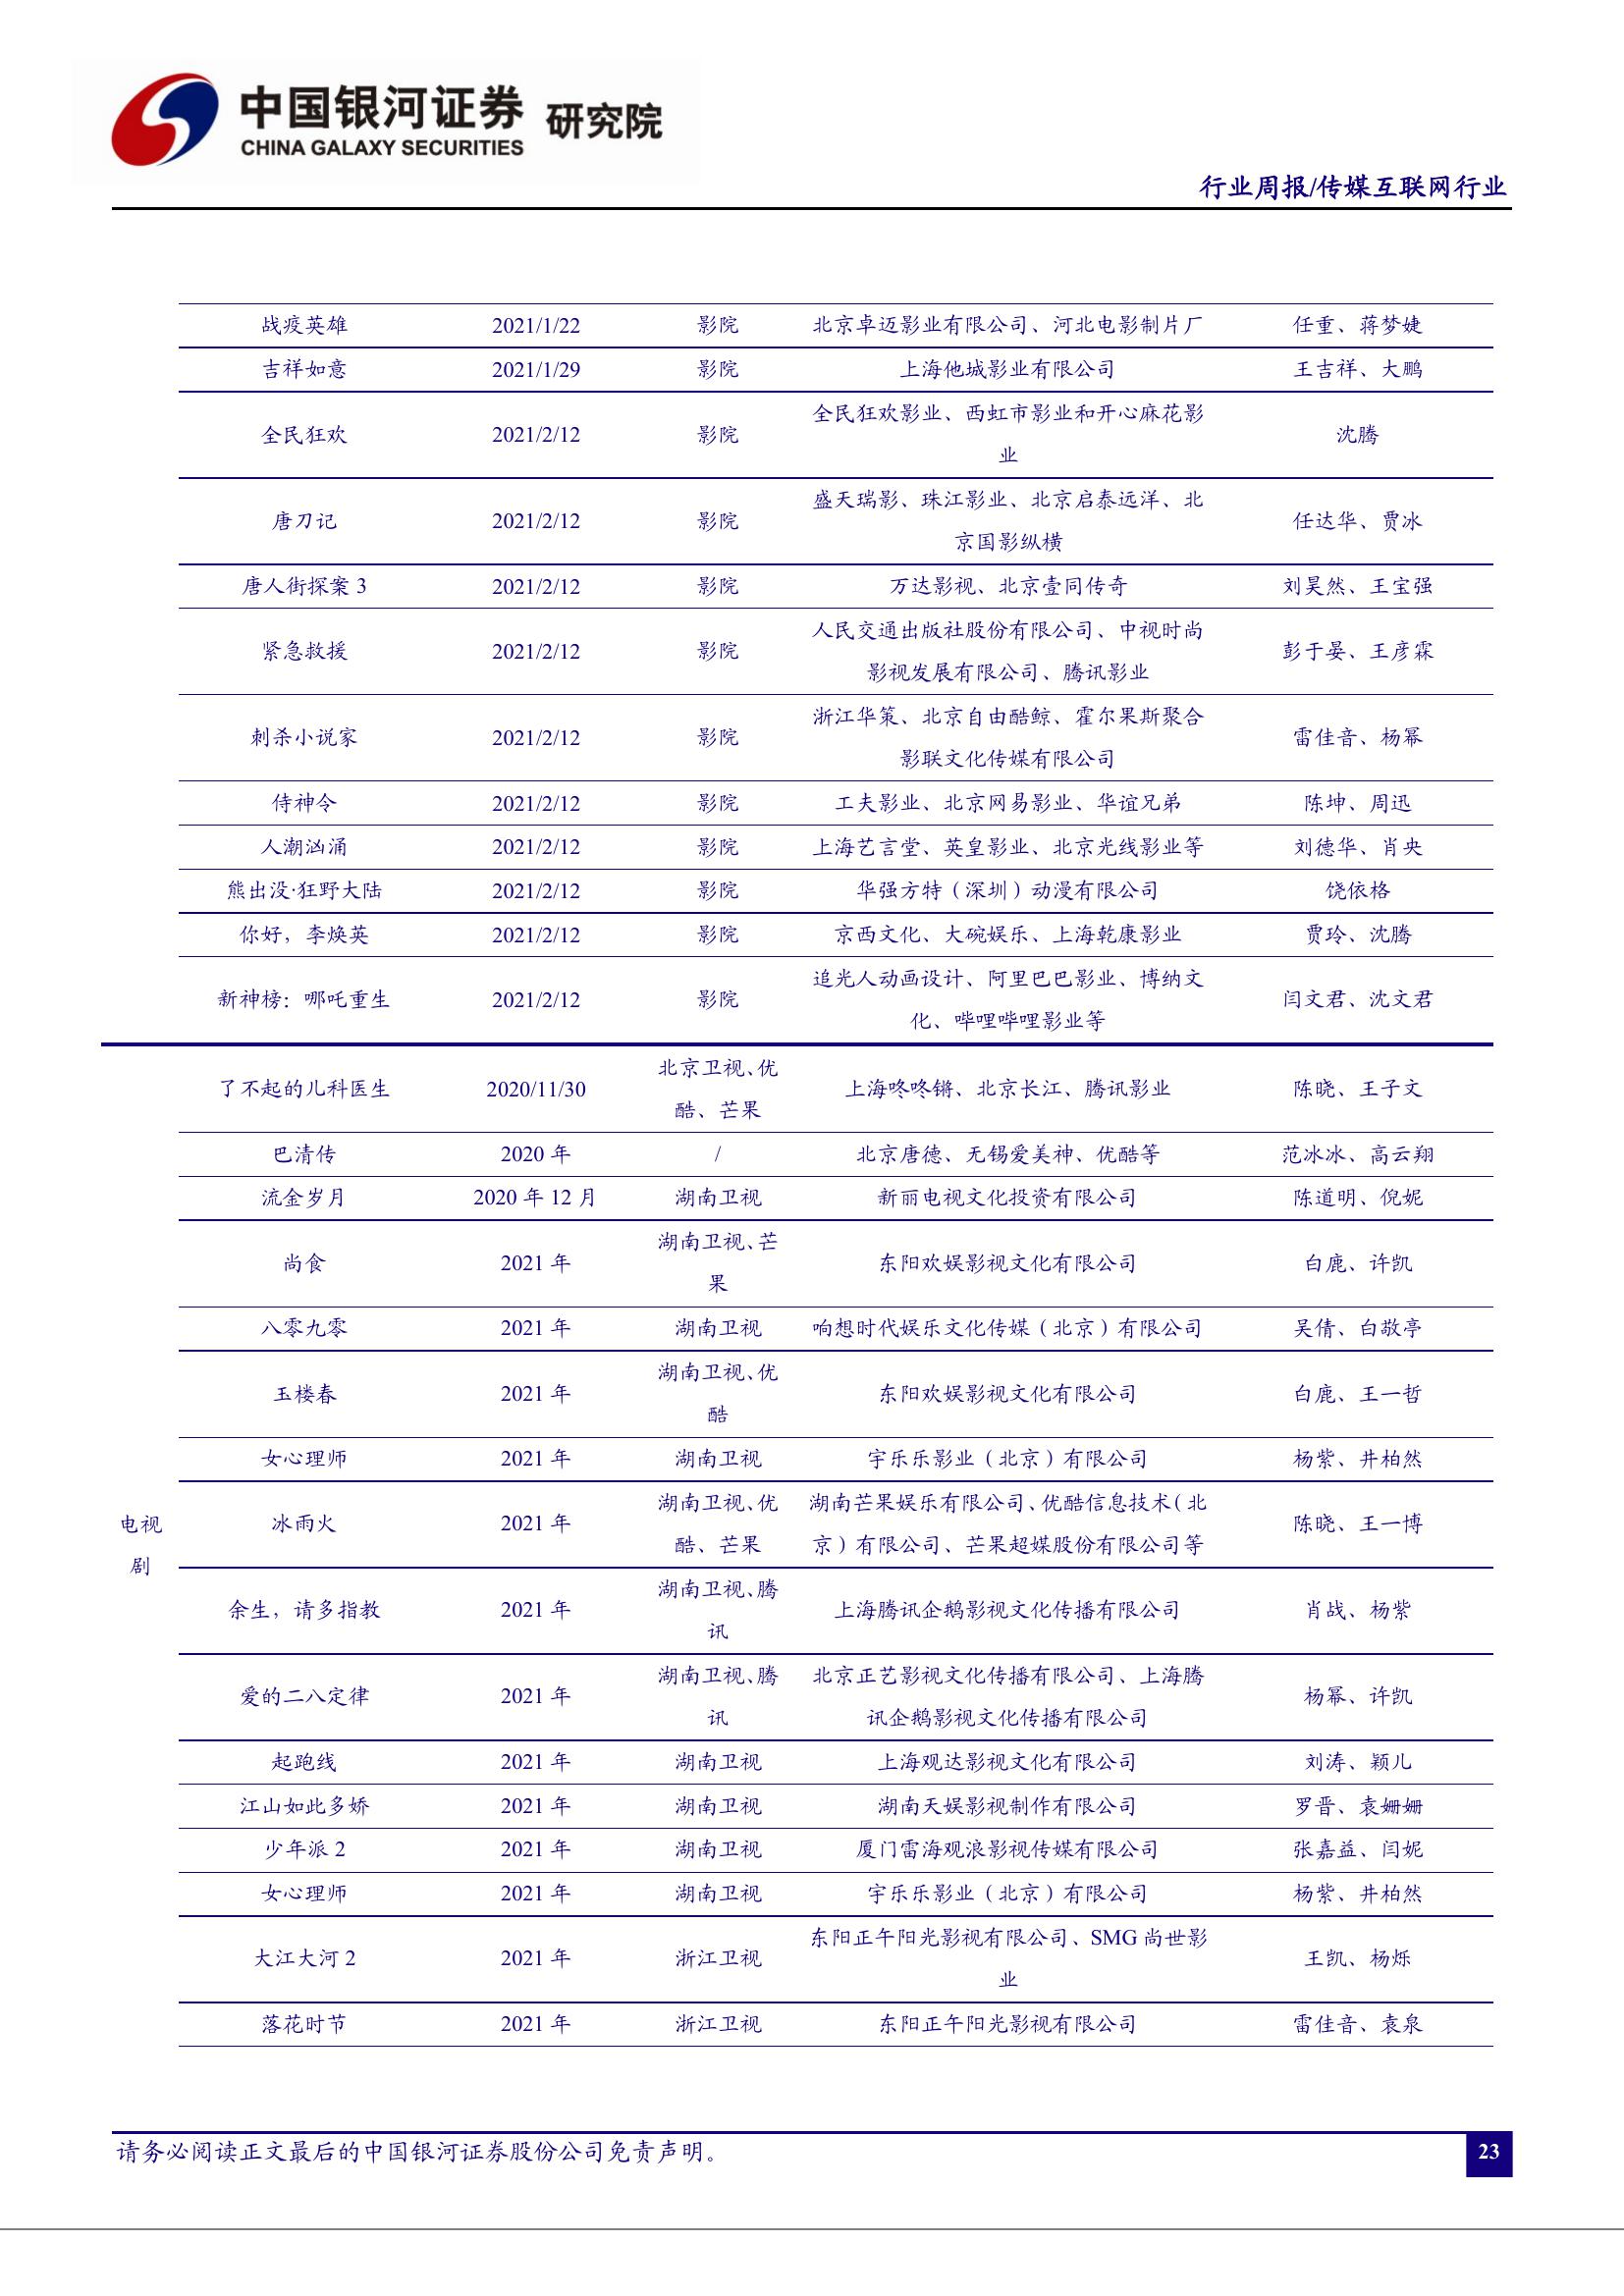 中国银河证券 研究院
CHINA GALAXY SECURITIES
行业周报/传媒互联网行业
战疫英雄 2021/1/22 影院 北京卓迈影业有限公司、河北电影制片厂 任重、蒋梦婕
吉祥如意 2021/1/29 影院 上海他城影业有限公司 王吉祥、大鹏
全民狂欢 2021/2/12 影院 全民狂欢影业、西虹市影业和开心麻花影
业 沈腾
唐刀记 2021/2/12 影院 盛天瑞影、珠江影业、北京启泰远洋、北
京国影纵横 任达华、贾冰
唐人街探案 3 2021/2/12 影院 万达影视、北京壹同传奇 刘昊然、王宝强
紧急救援 2021/2/12 影院 人民交通出版社股份有限公司、中视时尚
影视发展有限公司、腾讯影业 彭于晏、王彦霖
刺杀小说家 2021/2/12 影院 浙江华策、北京自由酷鲸、霍尔果斯聚合
影联文化传媒有限公司 雷佳音、杨幂
侍神令 2021/2/12 影院 工夫影业、北京网易影业、华谊兄弟 陈坤、周迅
人潮汹涌 2021/2/12 影院 上海艺言堂、英皇影业、北京光线影业等 刘德华、肖央
熊出没·狂野大陆 2021/2/12 影院 华强方特（深圳）动漫有限公司 饶依格
你好，李焕英 2021/2/12 影院 京西文化、大碗娱乐、上海乾康影业 贾玲、沈腾
新神榜：哪吒重生 2021/2/12 影院 追光人动画设计、阿里巴巴影业、博纳文
化、哔哩哔哩影业等 闫文君、沈文君
电视
剧
了不起的儿科医生 2020/11/30 北京卫视、优
酷、芒果 上海咚咚锵、北京长江、腾讯影业 陈晓、王子文
巴清传 2020 年 / 北京唐德、无锡爱美神、优酷等 范冰冰、高云翔
流金岁月 2020 年 12 月 湖南卫视 新丽电视文化投资有限公司 陈道明、倪妮
尚食 2021 年 湖南卫视、芒
果 东阳欢娱影视文化有限公司 白鹿、许凯
八零九零 2021 年 湖南卫视 响想时代娱乐文化传媒（北京）有限公司 吴倩、白敬亭
玉楼春 2021 年 湖南卫视、优
酷 东阳欢娱影视文化有限公司 白鹿、王一哲
女心理师 2021 年 湖南卫视 宇乐乐影业（北京）有限公司 杨紫、井柏然
冰雨火 2021 年 湖南卫视、优
酷、芒果 湖南芒果娱乐有限公司、优酷信息技术（北
京）有限公司、芒果超媒股份有限公司等 陈晓、王一博
余生，请多指教 2021 年 湖南卫视、腾
讯 上海腾讯企鹅影视文化传播有限公司 肖战、杨紫
爱的二八定律 2021 年 湖南卫视、腾
讯 北京正艺影视文化传播有限公司、上海腾
讯企鹅影视文化传播有限公司 杨幂、许凯
起跑线 2021 年 湖南卫视 上海观达影视文化有限公司 刘涛、颖儿
江山如此多娇 2021 年 湖南卫视 湖南天娱影视制作有限公司 罗晋、袁姗姗
少年派 2 2021 年 湖南卫视 厦门雷海观浪影视传媒有限公司 张嘉益、闫妮
女心理师 2021 年 湖南卫视 宇乐乐影业（北京）有限公司 杨紫、井柏然
大江大河 2 2021 年 浙江卫视 东阳正午阳光影视有限公司、SMG 尚世影
业 王凯、杨烁
落花时节 2021 年 浙江卫视 东阳正午阳光影视有限公司 雷佳音、袁泉
请务必阅读正文最后的中国银河证券股份公司免责声明。
23